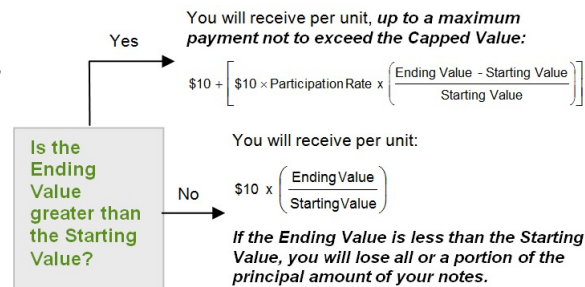 You will receive per unit, up to a maximum
payment not to exceed the Capped Value:
Yes
$10 + [ $10 × Participation Rate x ( Ending Value - Starting Value
Starting Value ) ]
Is the
Ending
Value
greater than
the Starting
Value?
You will receive per unit:
No
$10 x ( Ending Value
Starting Value )
If the Ending Value is less than the Starting
Value, you will lose all or a portion of the
principal amount of your notes.